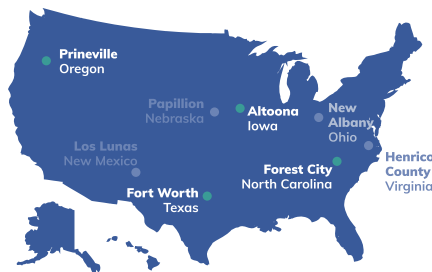 Prineville
Oregon
Papillion
Nebraska
Altoona
Iowa
New
Albany
Ohio
Los Lunas
New Mexico
Henrico
County
Virginia
Forest City
North Carolina
Fort Worth
Texas